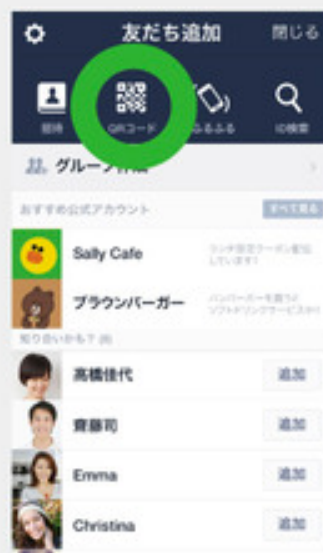 友だち追加
閉じる
招待
QRコード
ふるふる
ID検索
グループ作成
おすすめ公式アカウント
すべて見る
Sally Cafe
ブラウンバーガー
知り合いかも? (8)
高橋佳代
追加
齋藤司
追加
Emma
追加
Christina
追加